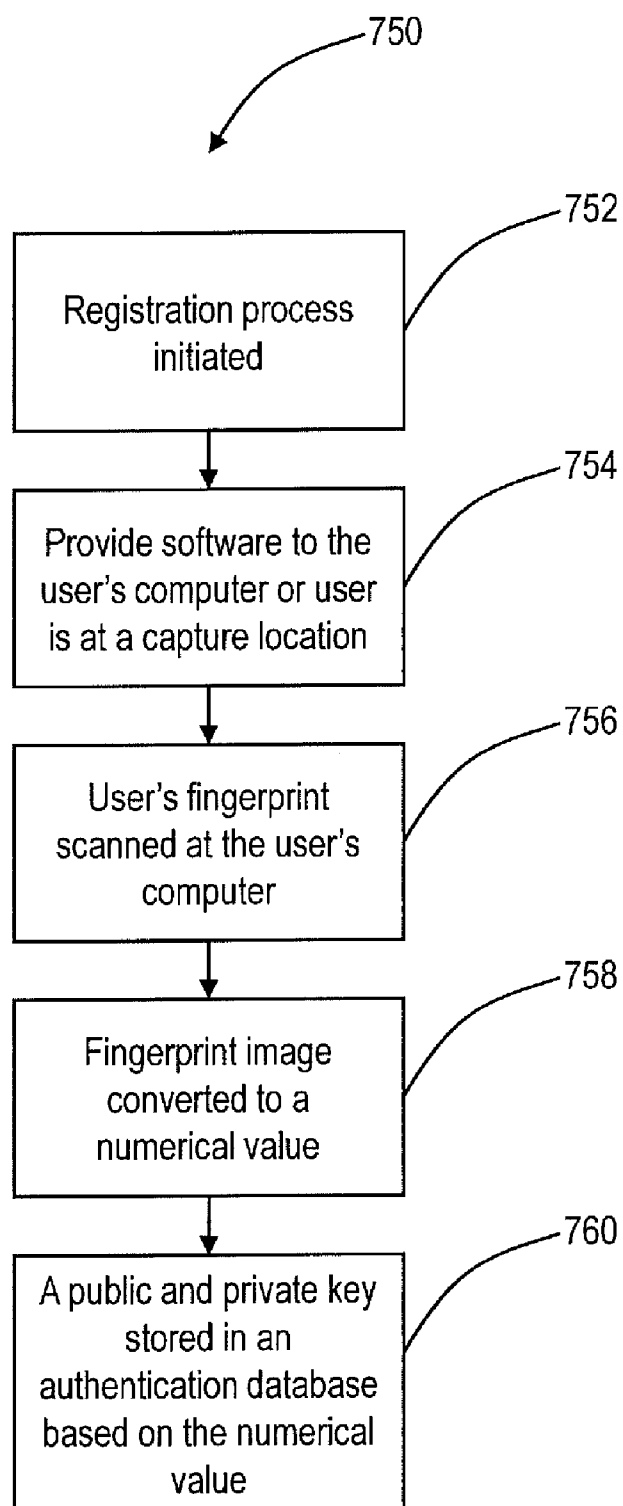 750
752
Registration process
initiated
754
Provide software to the
user's computer or user
is at a capture location
756
User's fingerprint
scanned at the user's
computer
758
Fingerprint image
converted to a
numerical value
760
A public and private key
stored in an
authentication database
based on the numerical
value